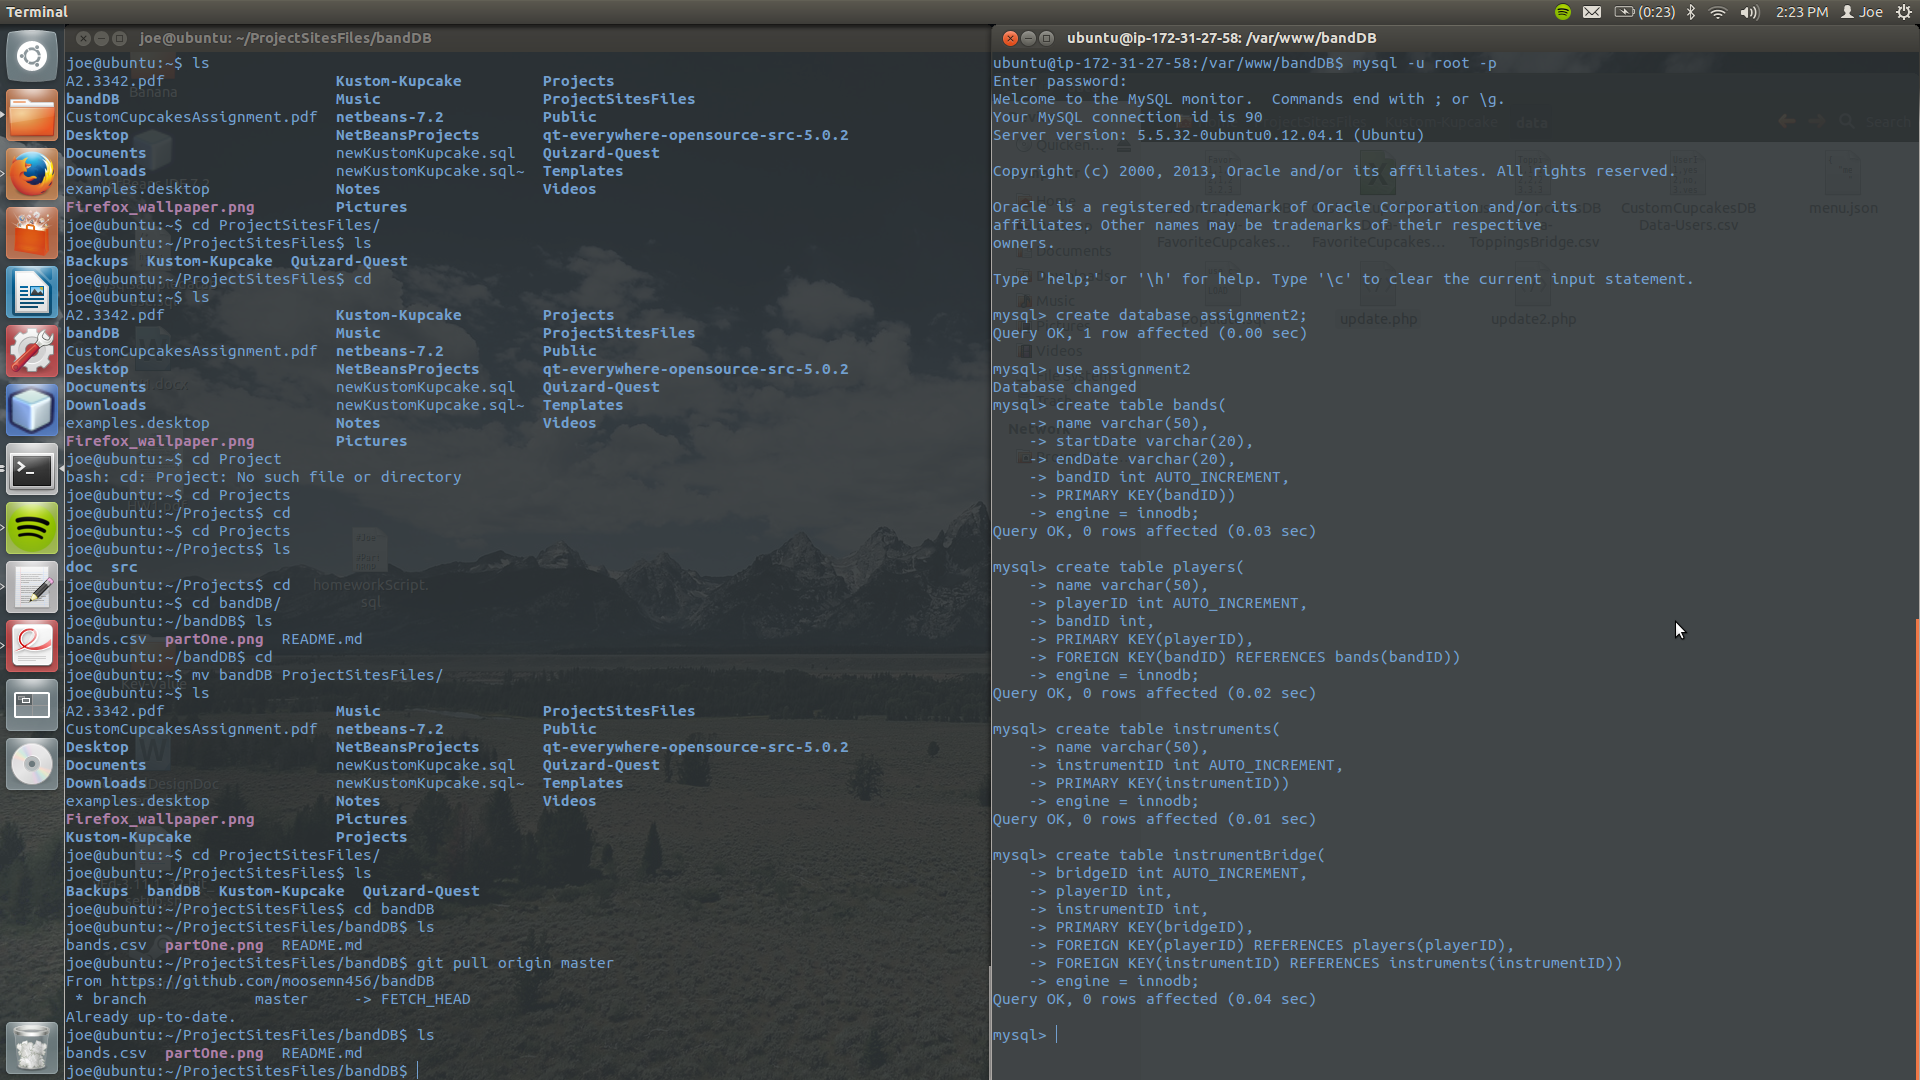 Terminal
(0:23)
2:23 PM
Joe
joe@ubuntu: ~/ProjectSitesFiles/bandDB
joe@ubuntu:~$ ls
A2.3342.pdf Kustom-Kupcake Projects
bandDB Music ProjectSitesFiles
CustomCupcakesAssignment.pdf netbeans-7.2 Public
Desktop NetBeansProjects qt-everywhere-opensource-src-5.0.2
Documents newKustomKupcake.sql Quizard-Quest
Downloads newKustomKupcake.sql~ Templates
examples.desktop Notes Videos
Firefox_wallpaper.png Pictures
joe@ubuntu:~$ cd ProjectSitesFiles/
joe@ubuntu:~/ProjectSitesFiles$ ls
Backups Kustom-Kupcake Quizard-Quest
joe@ubuntu:~/ProjectSitesFiles$ cd
joe@ubuntu:~$ ls
A2.3342.pdf Kustom-Kupcake Projects
bandDB Music ProjectSitesFiles
CustomCupcakesAssignment.pdf netbeans-7.2 Public
Desktop NetBeansProjects qt-everywhere-opensource-src-5.0.2
Documents newKustomKupcake.sql Quizard-Quest
Downloads newKustomKupcake.sql~ Templates
examples.desktop Notes Videos
Firefox_wallpaper.png Pictures
joe@ubuntu:~$ cd Project
bash: cd: Project: No such file or directory
joe@ubuntu:~$ cd Projects
joe@ubuntu:~/Projects$ cd
joe@ubuntu:~$ cd Projects
joe@ubuntu:~/Projects$ ls
doc src
joe@ubuntu:~/Projects$ cd
joe@ubuntu:~$ cd bandDB/
joe@ubuntu:~/bandDB$ ls
bands.csv partOne.png README.md
joe@ubuntu:~/bandDB$ cd
joe@ubuntu:~$ mv bandDB ProjectSitesFiles/
joe@ubuntu:~$ ls
A2.3342.pdf Music ProjectSitesFiles
CustomCupcakesAssignment.pdf netbeans-7.2 Public
Desktop NetBeansProjects qt-everywhere-opensource-src-5.0.2
Documents newKustomKupcake.sql Quizard-Quest
Downloads newKustomKupcake.sql~ Templates
examples.desktop Notes Videos
Firefox_wallpaper.png Pictures
Kustom-Kupcake Projects
joe@ubuntu:~$ cd ProjectSitesFiles/
joe@ubuntu:~/ProjectSitesFiles$ ls
Backups bandDB Kustom-Kupcake Quizard-Quest
joe@ubuntu:~/ProjectSitesFiles$ cd bandDB
joe@ubuntu:~/ProjectSitesFiles/bandDB$ ls
bands.csv partOne.png README.md
joe@ubuntu:~/ProjectSitesFiles/bandDB$ git pull origin master
From https://github.com/moosemn456/bandDB
* branch master -> FETCH_HEAD
Already up-to-date.
joe@ubuntu:~/ProjectSitesFiles/bandDB$ ls
bands.csv partOne.png README.md
joe@ubuntu:~/ProjectSitesFiles/bandDB$
homeworkScript.
sql
Banana
ubuntu@ip-172-31-27-58: /var/www/bandDB
ubuntu@ip-172-31-27-58:/var/www/bandDB$ mysql -u root -p
Enter password:
Welcome to the MySQL monitor. Commands end with ; or \g.
Your MySQL connection id is 90
Server version: 5.5.32-0ubuntu0.12.04.1 (Ubuntu)
Copyright (c) 2000, 2013, Oracle and/or its affiliates. All rights reserved.
Oracle is a registered trademark of Oracle Corporation and/or its
affiliates. Other names may be trademarks of their respective
owners.
Type 'help;' or '\h' for help. Type '\c' to clear the current input statement.
mysql> create database assignment2;
Query OK, 1 row affected (0.00 sec)
mysql> use assignment2
Database changed
mysql> create table bands(
-> name varchar(50),
-> startDate varchar(20),
-> endDate varchar(20),
-> bandID int AUTO_INCREMENT,
-> PRIMARY KEY(bandID))
-> engine = innodb;
Query OK, 0 rows affected (0.03 sec)
mysql> create table players(
-> name varchar(50),
-> playerID int AUTO_INCREMENT,
-> bandID int,
-> PRIMARY KEY(playerID),
-> FOREIGN KEY(bandID) REFERENCES bands(bandID))
-> engine = innodb;
Query OK, 0 rows affected (0.02 sec)
mysql> create table instruments(
-> name varchar(50),
-> instrumentID int AUTO_INCREMENT,
-> PRIMARY KEY(instrumentID))
-> engine = innodb;
Query OK, 0 rows affected (0.01 sec)
mysql> create table instrumentBridge(
-> bridgeID int AUTO_INCREMENT,
-> playerID int,
-> instrumentID int,
-> PRIMARY KEY(bridgeID),
-> FOREIGN KEY(playerID) REFERENCES players(playerID),
-> FOREIGN KEY(instrumentID) REFERENCES instruments(instrumentID))
-> engine = innodb;
Query OK, 0 rows affected (0.04 sec)
mysql>
Search
CustomCupcakesDB
Data-Users.csv
menu.json
FavoriteCupcakes...
FavoriteCupcakes...
ToppingsBridge.csv
Documents
Music
Videos
update.php
update2.php